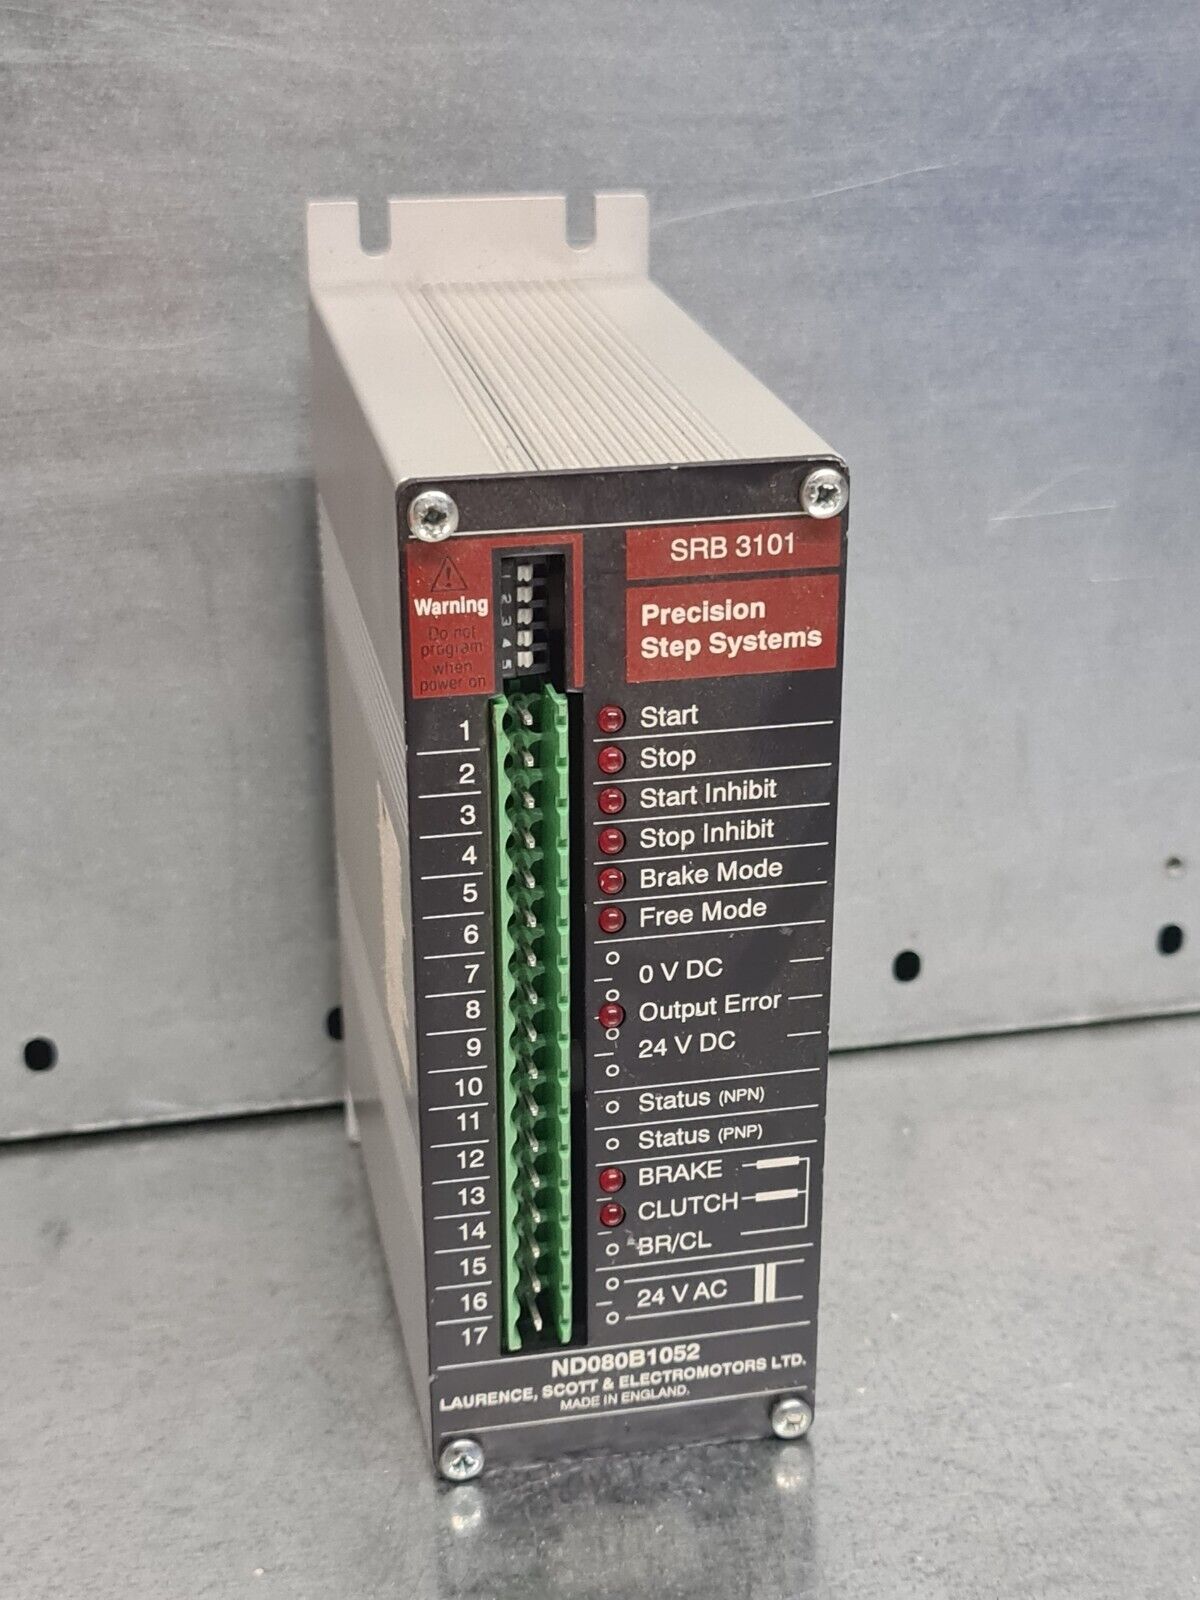 SRB 3101
Precision
Step Systems
Warning
Do not
program
when
power on
1
2
3
4
5
1
2
3
4
5
6
7
8
9
10
11
12
13
14
15
16
17
Start
Stop
Start Inhibit
Stop Inhibit
Brake Mode
Free Mode
0 V DC
Output Error
24 V DC
Status (NPN)
Status (PNP)
BRAKE
CLUTCH
BR/CL
24 V AC
ND080B1052
LAURENCE, SCOTT & ELECTROMOTORS LTD.
MADE IN ENGLAND.